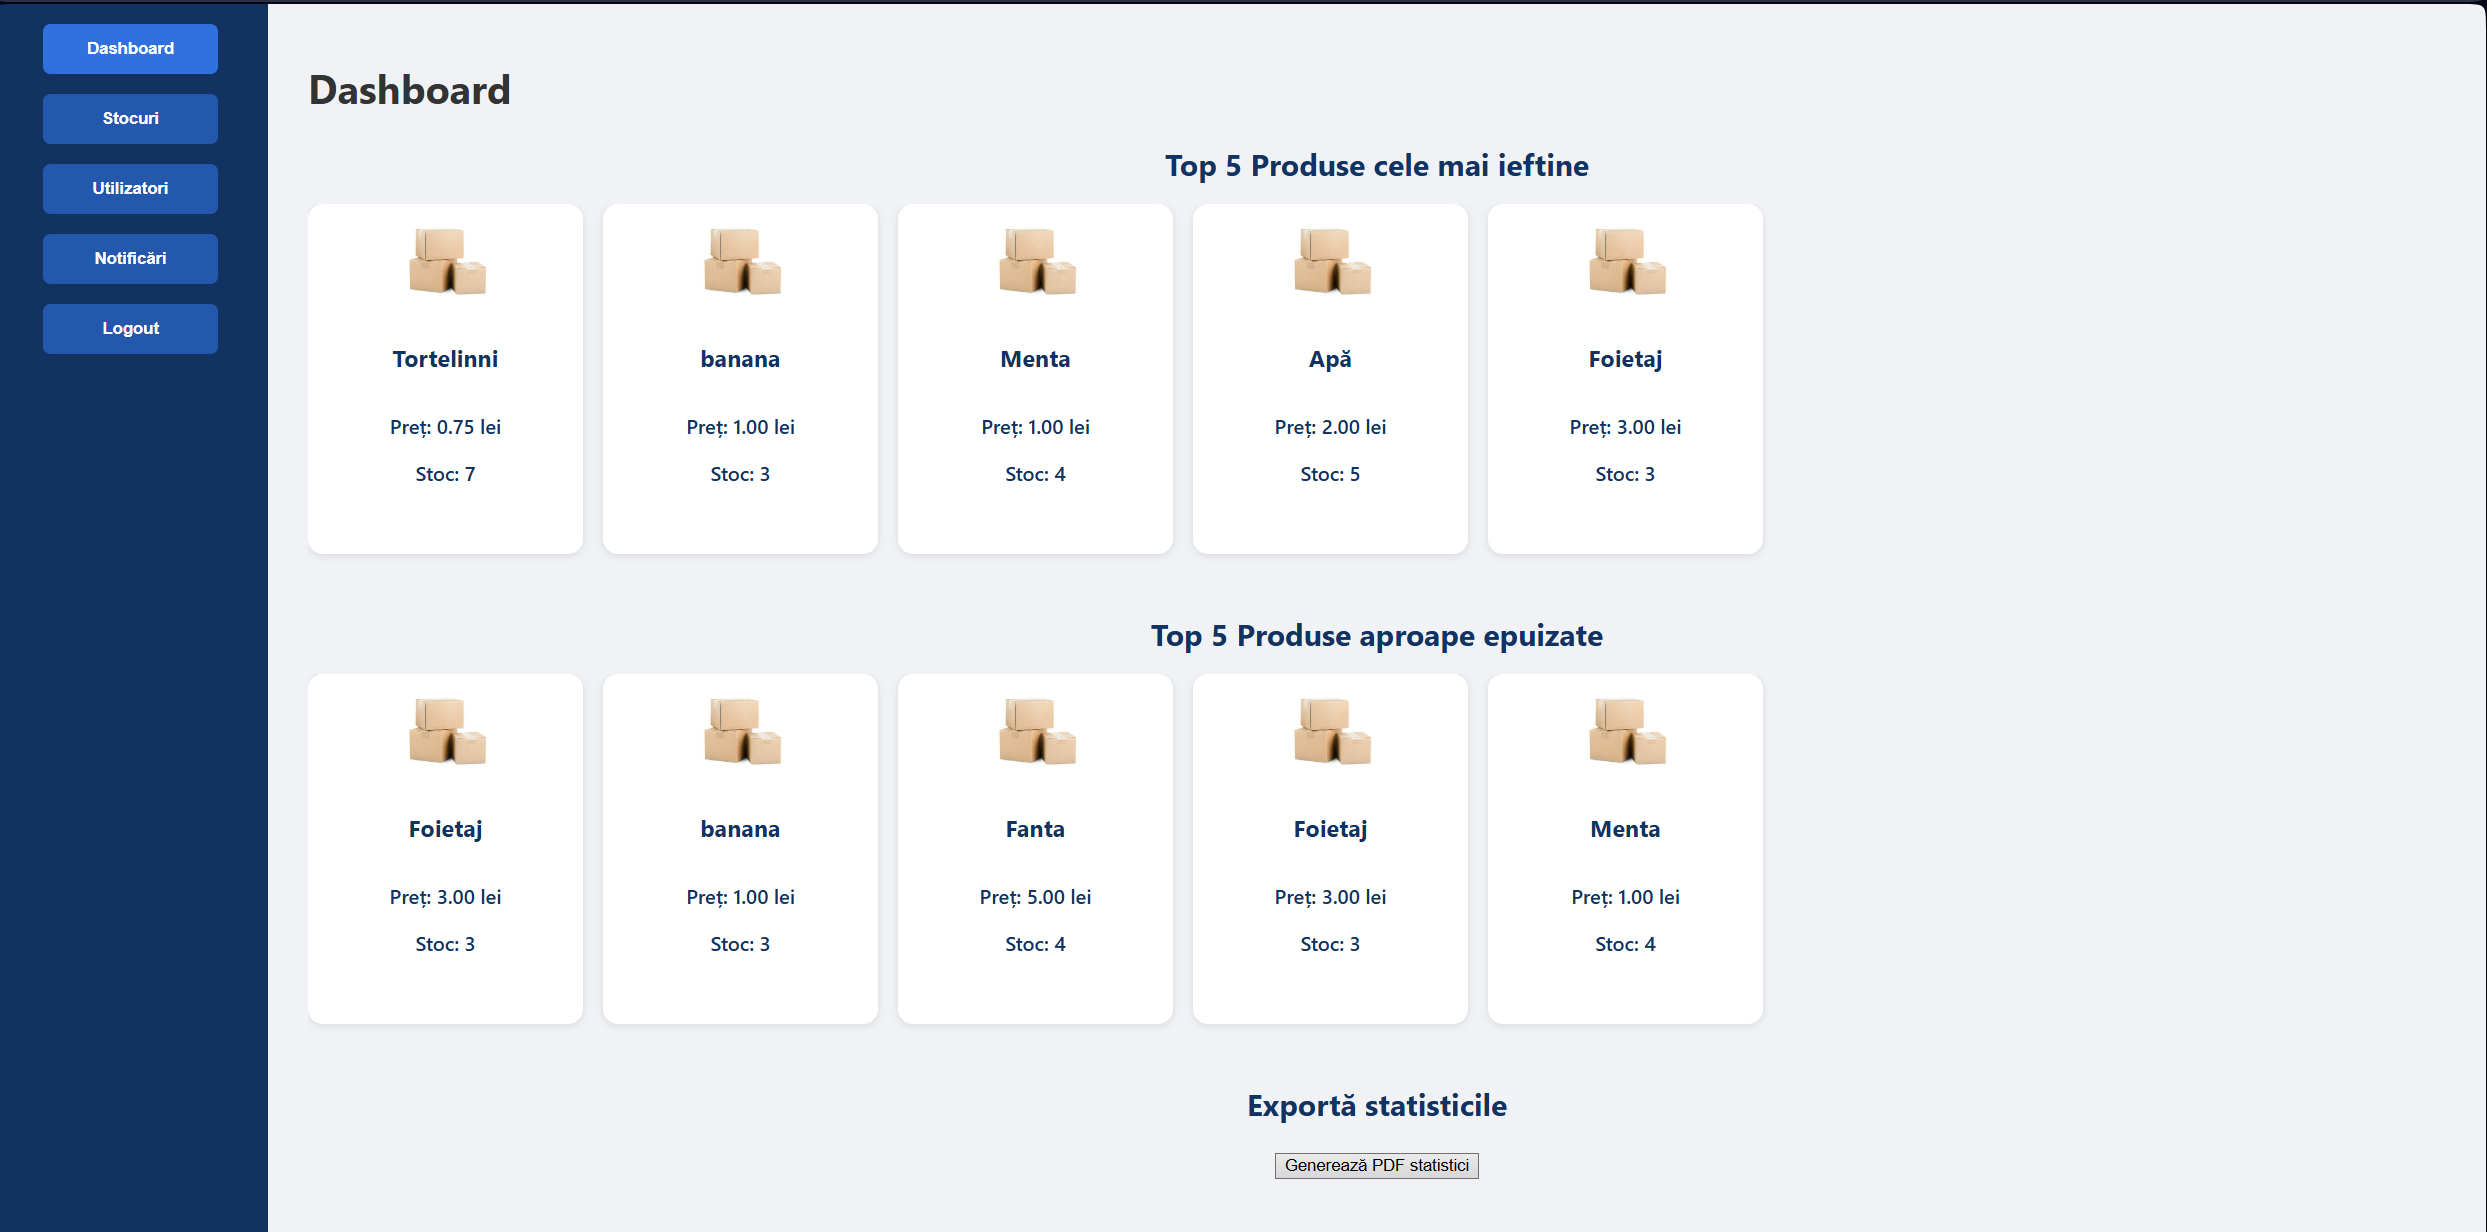 Dashboard
Stocuri
Utilizatori
Notificări
Logout
Dashboard
Top 5 Produse cele mai ieftine
Tortelinni
Preț: 0.75 lei
Stoc: 7
banana
Preț: 1.00 lei
Stoc: 3
Menta
Preț: 1.00 lei
Stoc: 4
Apă
Preț: 2.00 lei
Stoc: 5
Foietaj
Preț: 3.00 lei
Stoc: 3
Top 5 Produse aproape epuizate
Foietaj
Preț: 3.00 lei
Stoc: 3
banana
Preț: 1.00 lei
Stoc: 3
Fanta
Preț: 5.00 lei
Stoc: 4
Foietaj
Preț: 3.00 lei
Stoc: 3
Menta
Preț: 1.00 lei
Stoc: 4
Exportă statisticile
Generează PDF statistici